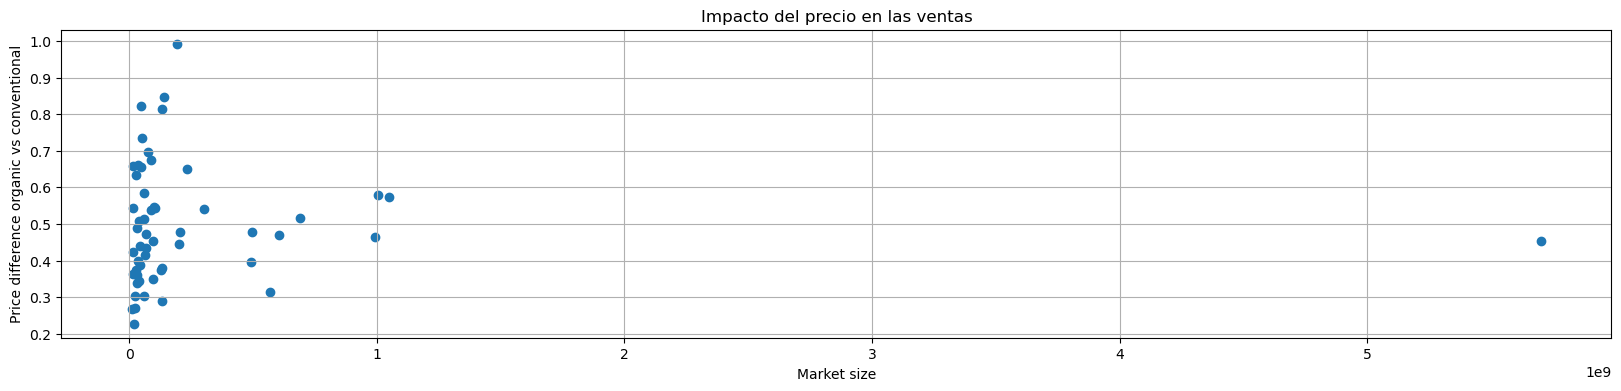 Impacto del precio en las ventas
Price difference organic vs conventional
1.0
0.9
0.8
0.7
0.6
0.5
0.4
0.3
0.2
0 1 2 3 4 5
1e9
Market size